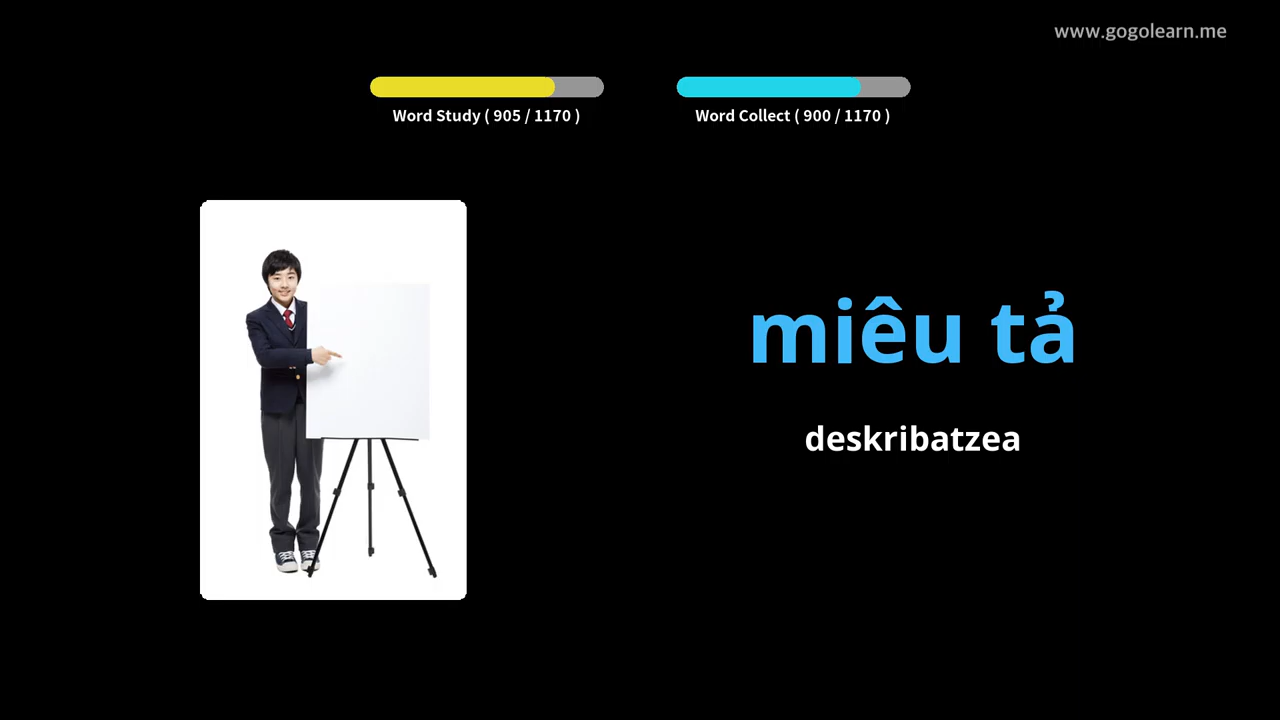 www.gogolearn.me
Word Study ( 905 / 1170 )
Word Collect ( 900 / 1170 )
miêu tả
deskribatzea